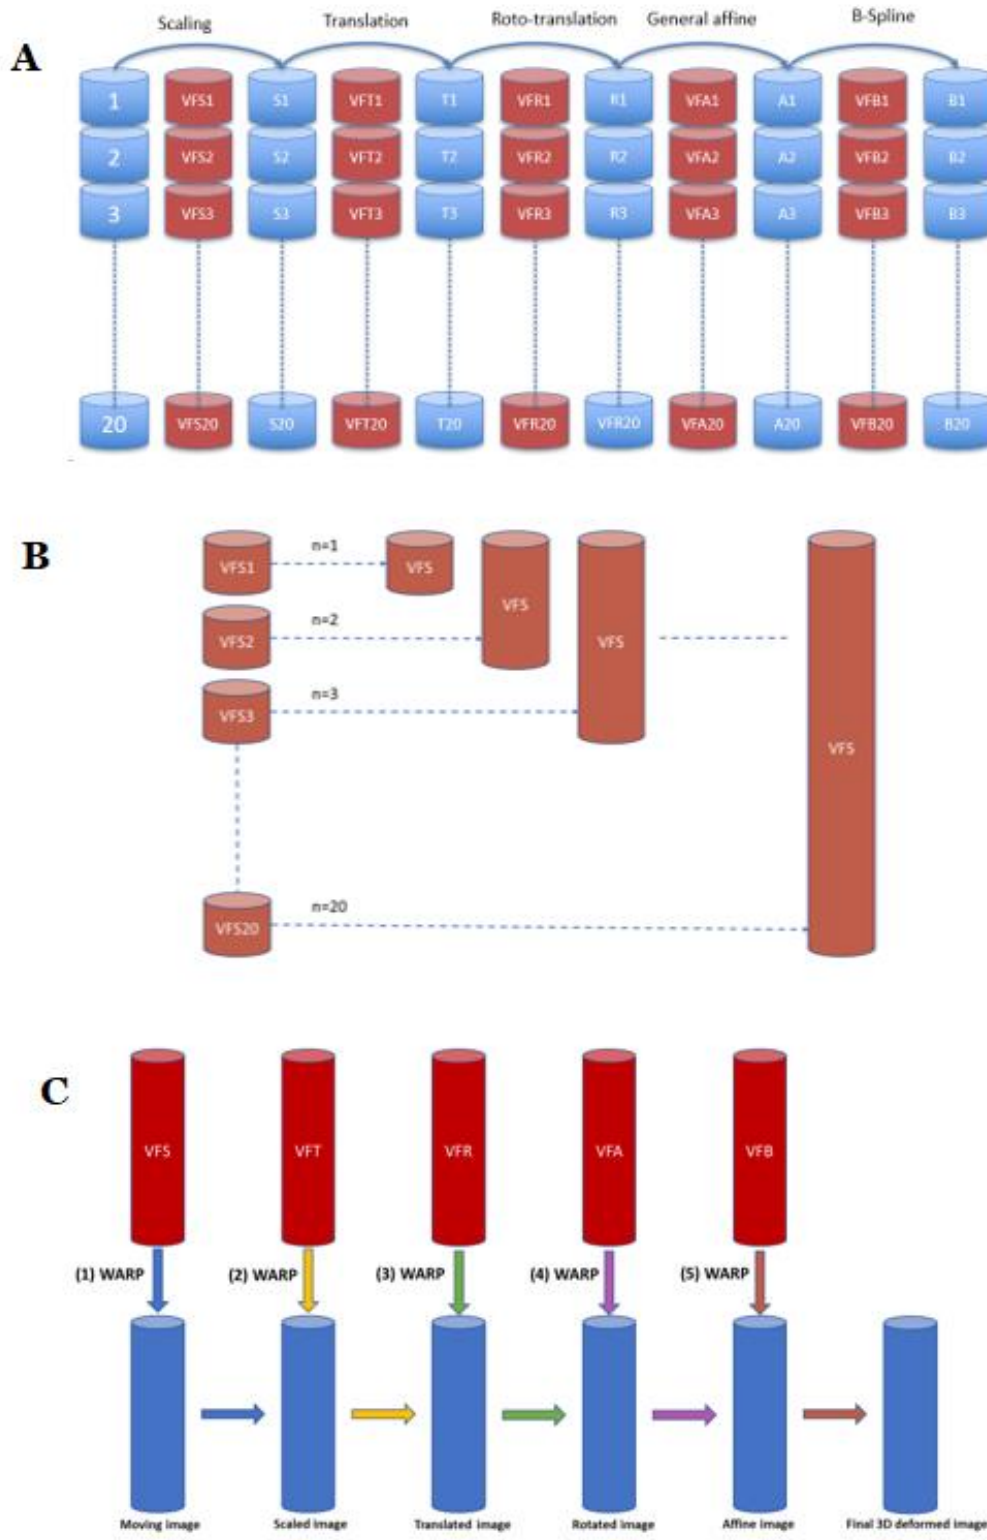 Scaling Translation Roto-translation General affine B-Spline
A
1 VFS1 S1 VFT1 T1 VFR1 R1 VFA1 A1 VFB1 B1
2 VFS2 S2 VFT2 T2 VFR2 R2 VFA2 A2 VFB2 B2
3 VFS3 S3 VFT3 T3 VFR3 R3 VFA3 A3 VFB3 B3
20 VFS20 S20 VFT20 T20 VFR20 VFR20 VFA20 A20 VFB20 B20
B
VFS1 n=1 VFS
VFS2 n=2 VFS
VFS3 n=3 VFS
VFS
VFS20 n=20
C
VFS VFT VFR VFA VFB
(1) WARP (2) WARP (3) WARP (4) WARP (5) WARP
Moving image Scaled image Translated image Rotated image Affine image Final 3D deformed image